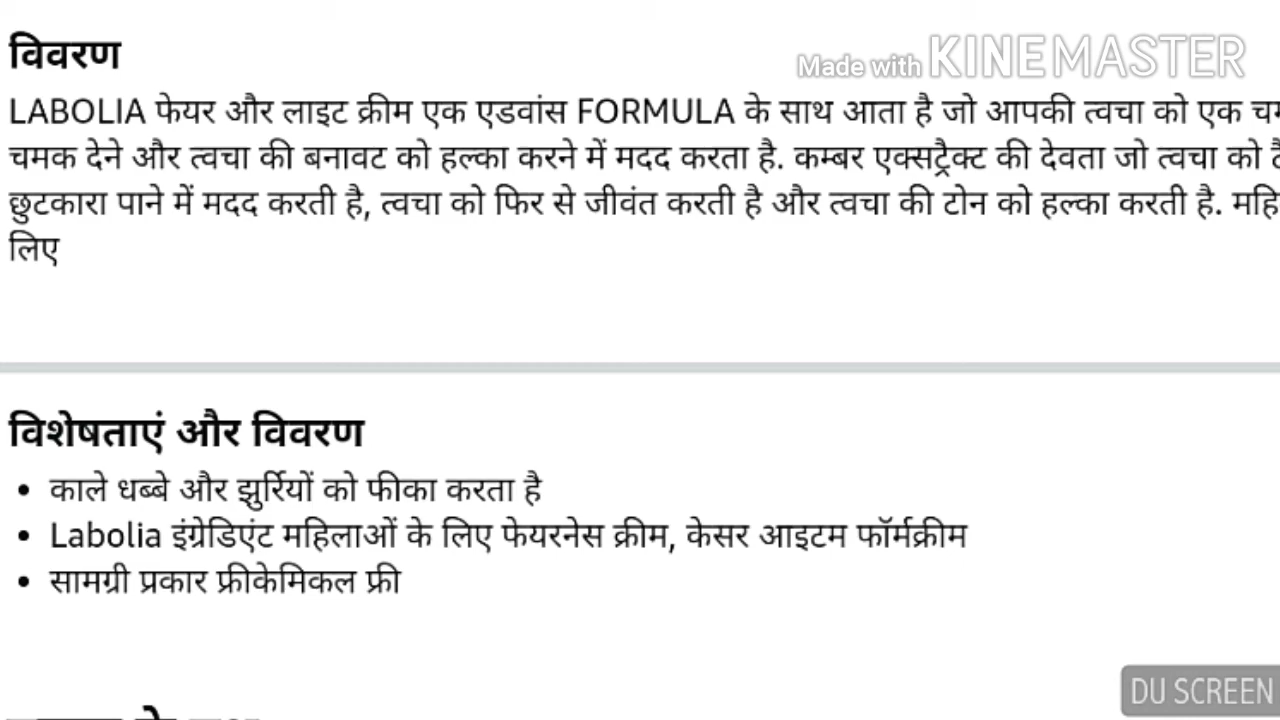 विवरण
Made with KINEMASTER
LABOLIA फेयर और लाइट क्रीम एक एडवांस FORMULA के साथ आता है जो आपकी त्वचा को एक
चमक देने और त्वचा की बनावट को हल्का करने में मदद करता है. कम्बर एक्सट्रैक्ट की देवता जो त्वचा को
छुटकारा पाने में मदद करती है, त्वचा को फिर से जीवंत करती है और त्वचा की टोन को हल्का करती है.
लिए
विशेषताएं और विवरण
• काले धब्बे और झुर्रियों को फीका करता है
• Labolia इंग्रेडिएंट महिलाओं के लिए फेयरनेस क्रीम, केसर आइटम फॉर्मक्रीम
• सामग्री प्रकार फ्रीकेमिकल फ्री
DU SCREEN